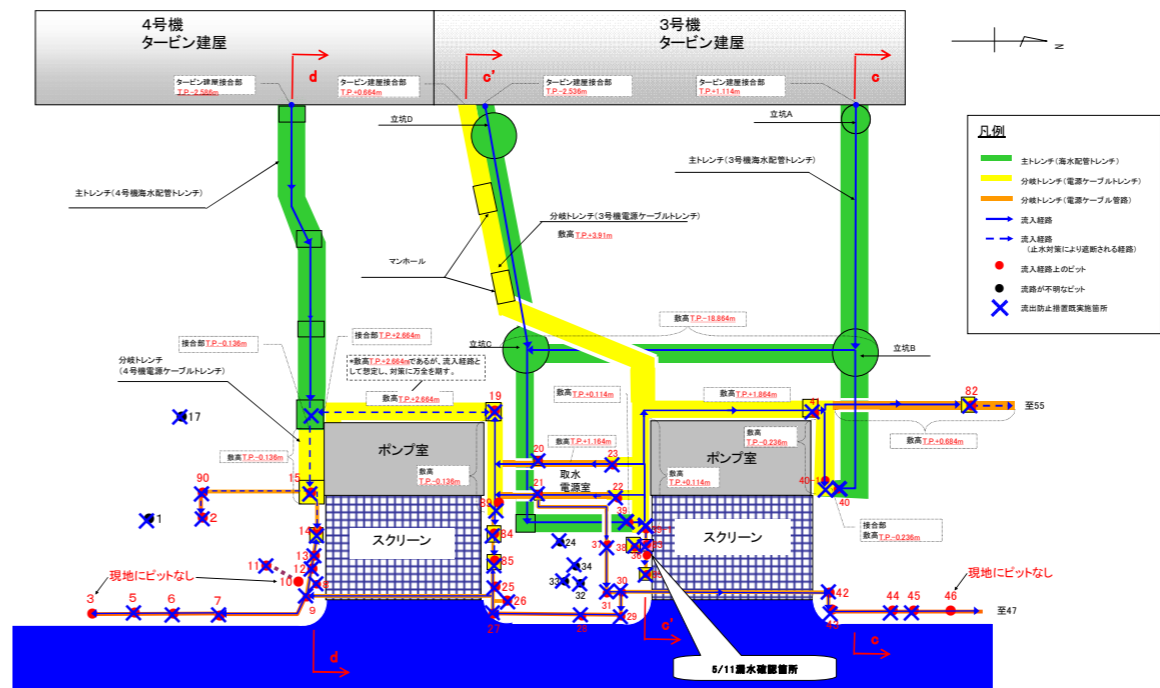 4号機
タービン建屋
3号機
タービン建屋
N
d
c'
c
タービン建屋接合部
T.P.-2.586m
タービン建屋接合部
T.P.+0.864m
タービン建屋接合部
T.P.-2.536m
タービン建屋接合部
T.P.+1.114m
立坑D
立坑A
主トレンチ(4号機海水配管トレンチ)
主トレンチ(3号機海水配管トレンチ)
分岐トレンチ(3号機電源ケーブルトレンチ)
敷高 T.P.+3.91m
マンホール
凡例
主トレンチ(海水配管トレンチ)
分岐トレンチ(電源ケーブルトレンチ)
分岐トレンチ(電源ケーブル管路)
流入経路
流入経路
(止水対策により遮断される経路)
流入経路上のピット
流路が不明なピット
流出防止措置既実施箇所
敷高 T.P.-18.864m
接合部 T.P.-0.136m
接合部 T.P.+2.664m
立坑C
立坑B
分岐トレンチ
(4号機電源ケーブルトレンチ)
*敷高T.P.+2.664mであるが、流入経路と
して想定し、対策に万全を期す。
敷高 T.P.+2.664m
敷高
T.P.+0.114m
敷高 T.P.+1.864m
17
19
41
82
至55
敷高 T.P.+0.684m
ポンプ室
ポンプ室
敷高
T.P.-0.136m
敷高
T.P.-0.136m
敷高 T.P.+1.164m
敷高
T.P.-0.236m
敷高
T.P.+0.114m
20
23
取水
電源室
21
22
90
15
40
接合部
敷高
T.P.-0.236m
2
1
14
84
39
24
スクリーン
スクリーン
13
12
11
10
8
9
85
37
38
34
33
32
現地にピットなし
現地にピットなし
3
5
6
7
25
26
27
28
29
30
31
42
43
44
45
46
至47
d
c'
c
5/11漏水確認箇所